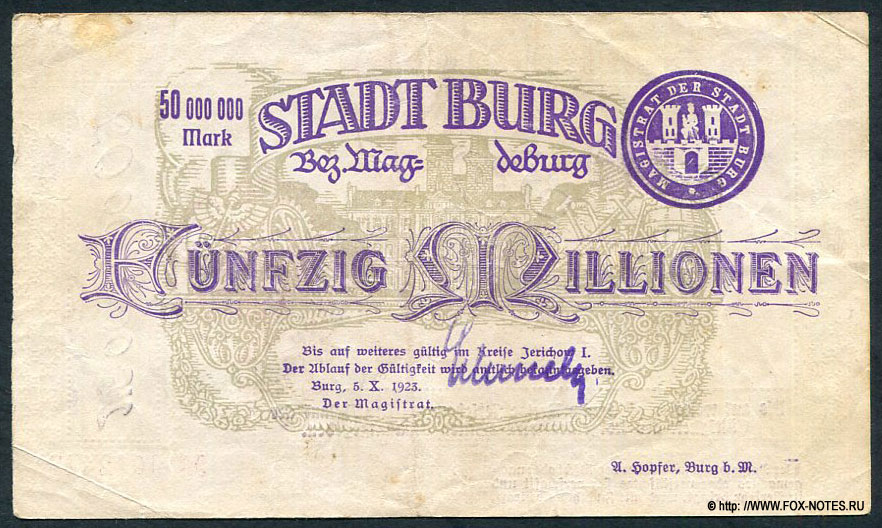 50 000 000
Mark
STADT BURG
Bez. Mag= deburg
MAGISTRAT DER STADT BURG
FÜNFZIG MILLIONEN
Bis auf weiteres gültig im Kreise Jerichow I.
Der Ablauf der Gültigkeit wird amtlich bekanntgegeben.
Burg, 5. X. 1923.
Der Magistrat.
A. Hopfer, Burg b. M.
© http: //WWW.FOX-NOTES.RU